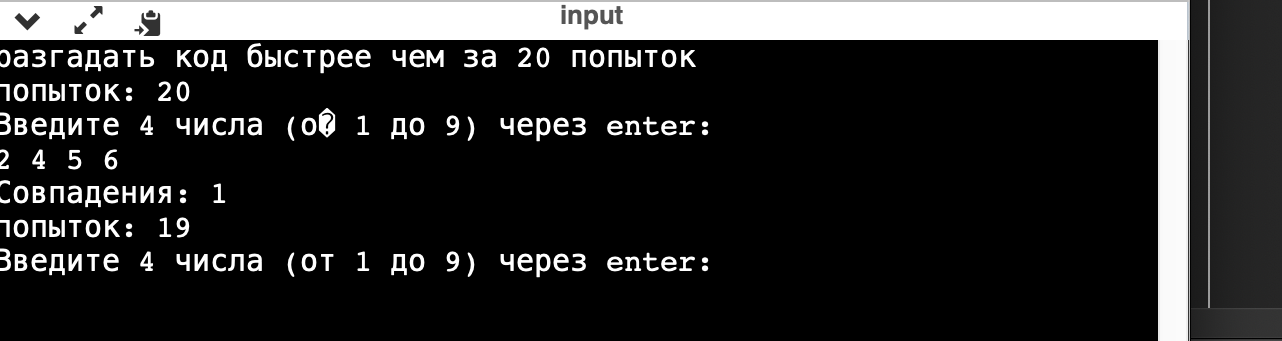 input
разгадать код быстрее чем за 20 попыток
попыток: 20
Введите 4 числа (о� 1 до 9) через enter:
2 4 5 6
Совпадения: 1
попыток: 19
Введите 4 числа (от 1 до 9) через enter: